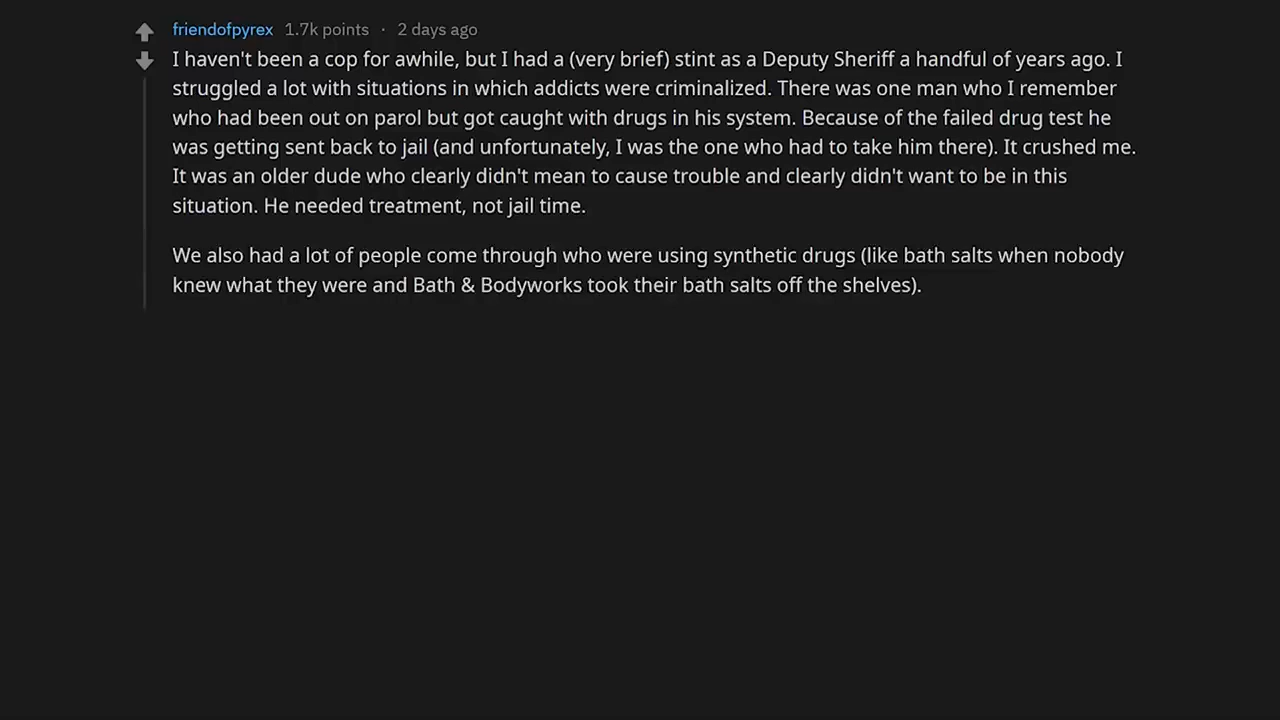 friendofpyrex 1.7k points · 2 days ago
I haven't been a cop for awhile, but I had a (very brief) stint as a Deputy Sheriff a handful of years ago. I
struggled a lot with situations in which addicts were criminalized. There was one man who I remember
who had been out on parol but got caught with drugs in his system. Because of the failed drug test he
was getting sent back to jail (and unfortunately, I was the one who had to take him there). It crushed me.
It was an older dude who clearly didn't mean to cause trouble and clearly didn't want to be in this
situation. He needed treatment, not jail time.
We also had a lot of people come through who were using synthetic drugs (like bath salts when nobody
knew what they were and Bath & Bodyworks took their bath salts off the shelves).